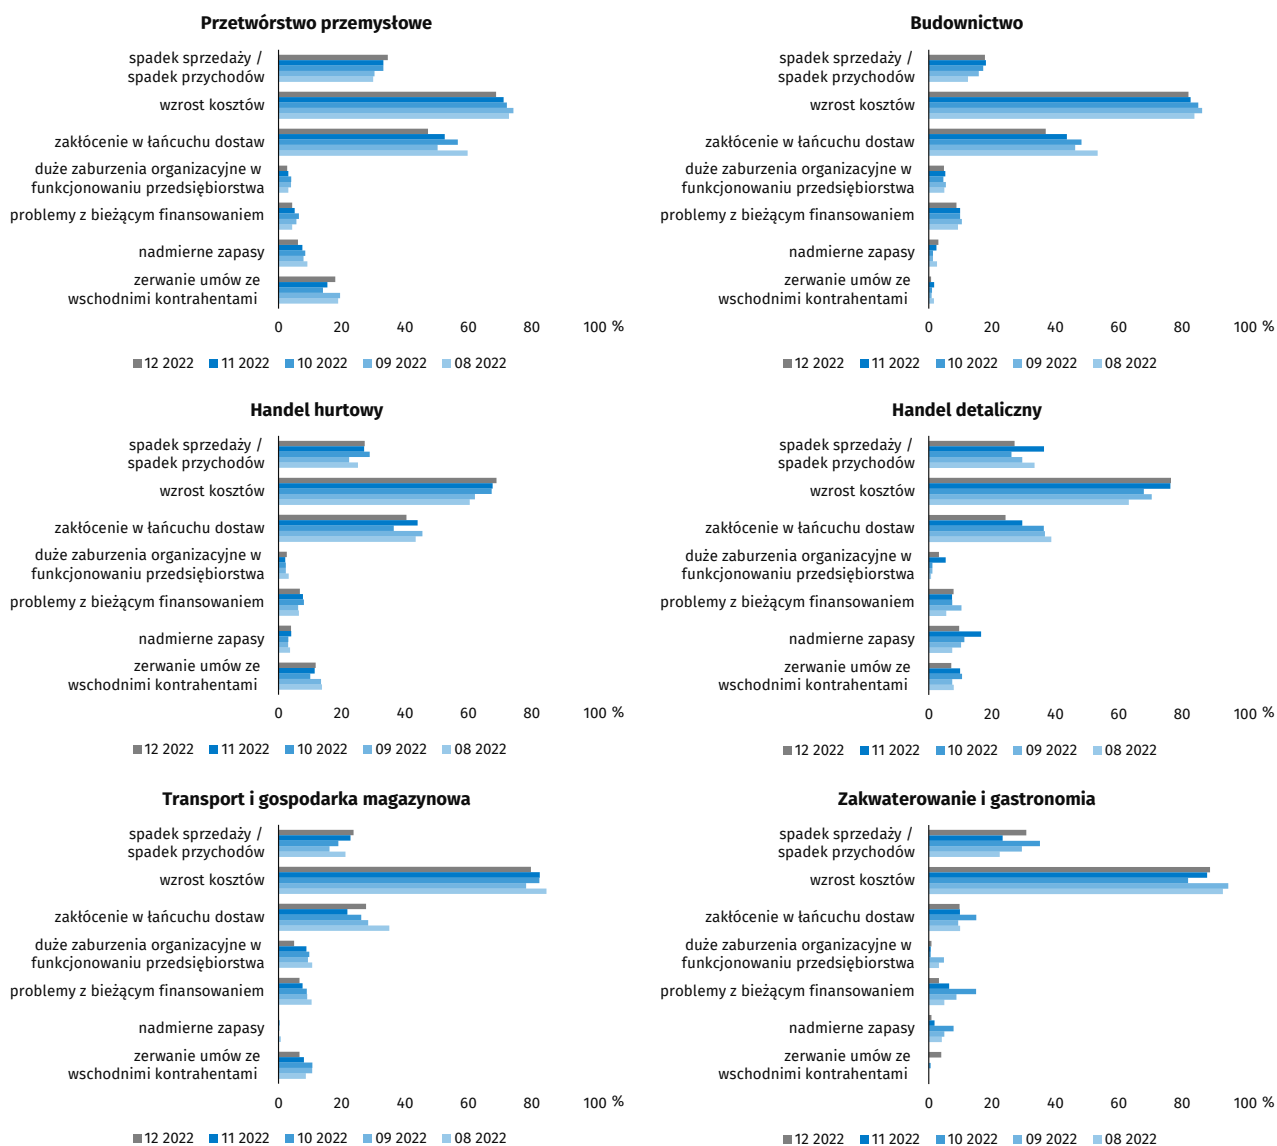 Przetwórstwo przemysłowe
spadek sprzedaży /
spadek przychodów
wzrost kosztów
zakłócenie w łańcuchu dostaw
duże zaburzenia organizacyjne w
funkcjonowaniu przedsiębiorstwa
problemy z bieżącym finansowaniem
nadmierne zapasy
zerwanie umów ze
wschodnimi kontrahentami
0 20 40 60 80 100 %
12 2022 11 2022 10 2022 09 2022 08 2022
Budownictwo
spadek sprzedaży /
spadek przychodów
wzrost kosztów
zakłócenie w łańcuchu dostaw
duże zaburzenia organizacyjne w
funkcjonowaniu przedsiębiorstwa
problemy z bieżącym finansowaniem
nadmierne zapasy
zerwanie umów ze
wschodnimi kontrahentami
0 20 40 60 80 100 %
12 2022 11 2022 10 2022 09 2022 08 2022
Handel hurtowy
spadek sprzedaży /
spadek przychodów
wzrost kosztów
zakłócenie w łańcuchu dostaw
duże zaburzenia organizacyjne w
funkcjonowaniu przedsiębiorstwa
problemy z bieżącym finansowaniem
nadmierne zapasy
zerwanie umów ze
wschodnimi kontrahentami
0 20 40 60 80 100 %
12 2022 11 2022 10 2022 09 2022 08 2022
Handel detaliczny
spadek sprzedaży /
spadek przychodów
wzrost kosztów
zakłócenie w łańcuchu dostaw
duże zaburzenia organizacyjne w
funkcjonowaniu przedsiębiorstwa
problemy z bieżącym finansowaniem
nadmierne zapasy
zerwanie umów ze
wschodnimi kontrahentami
0 20 40 60 80 100 %
12 2022 11 2022 10 2022 09 2022 08 2022
Transport i gospodarka magazynowa
spadek sprzedaży /
spadek przychodów
wzrost kosztów
zakłócenie w łańcuchu dostaw
duże zaburzenia organizacyjne w
funkcjonowaniu przedsiębiorstwa
problemy z bieżącym finansowaniem
nadmierne zapasy
zerwanie umów ze
wschodnimi kontrahentami
0 20 40 60 80 100 %
12 2022 11 2022 10 2022 09 2022 08 2022
Zakwaterowanie i gastronomia
spadek sprzedaży /
spadek przychodów
wzrost kosztów
zakłócenie w łańcuchu dostaw
duże zaburzenia organizacyjne w
funkcjonowaniu przedsiębiorstwa
problemy z bieżącym finansowaniem
nadmierne zapasy
zerwanie umów ze
wschodnimi kontrahentami
0 20 40 60 80 100 %
12 2022 11 2022 10 2022 09 2022 08 2022